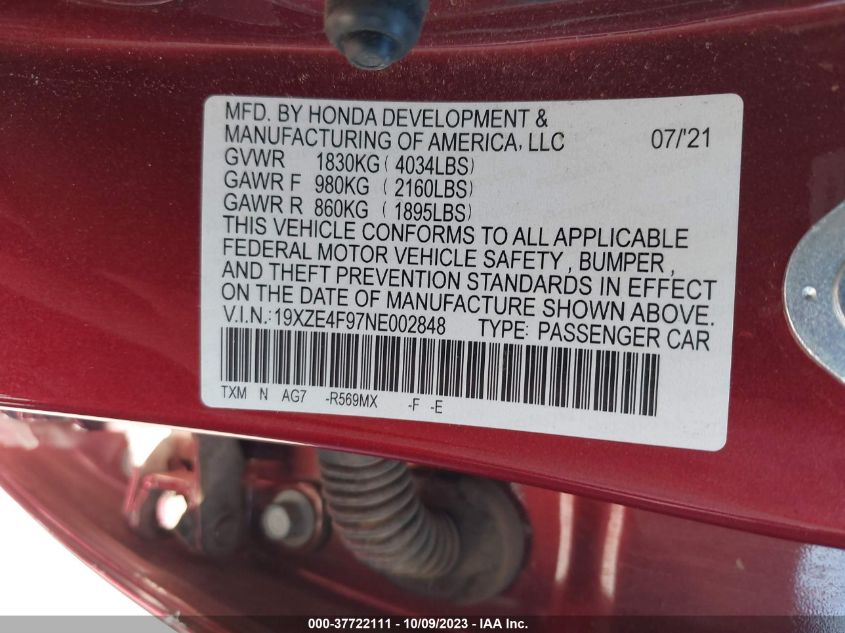 MFD. BY HONDA DEVELOPMENT &
MANUFACTURING OF AMERICA, LLC 07/'21
GVWR 1830KG ( 4034LBS)
GAWR F 980KG ( 2160LBS)
GAWR R 860KG ( 1895LBS)
THIS VEHICLE CONFORMS TO ALL APPLICABLE
FEDERAL MOTOR VEHICLE SAFETY , BUMPER ,
AND THEFT PREVENTION STANDARDS IN EFFECT
ON THE DATE OF MANUFACTURE SHOWN ABOVE.
V.I.N.:19XZE4F97NE002848 TYPE: PASSENGER CAR
TXM N AG7 -R569MX -F -E
000-37722111 - 10/09/2023 - IAA Inc.